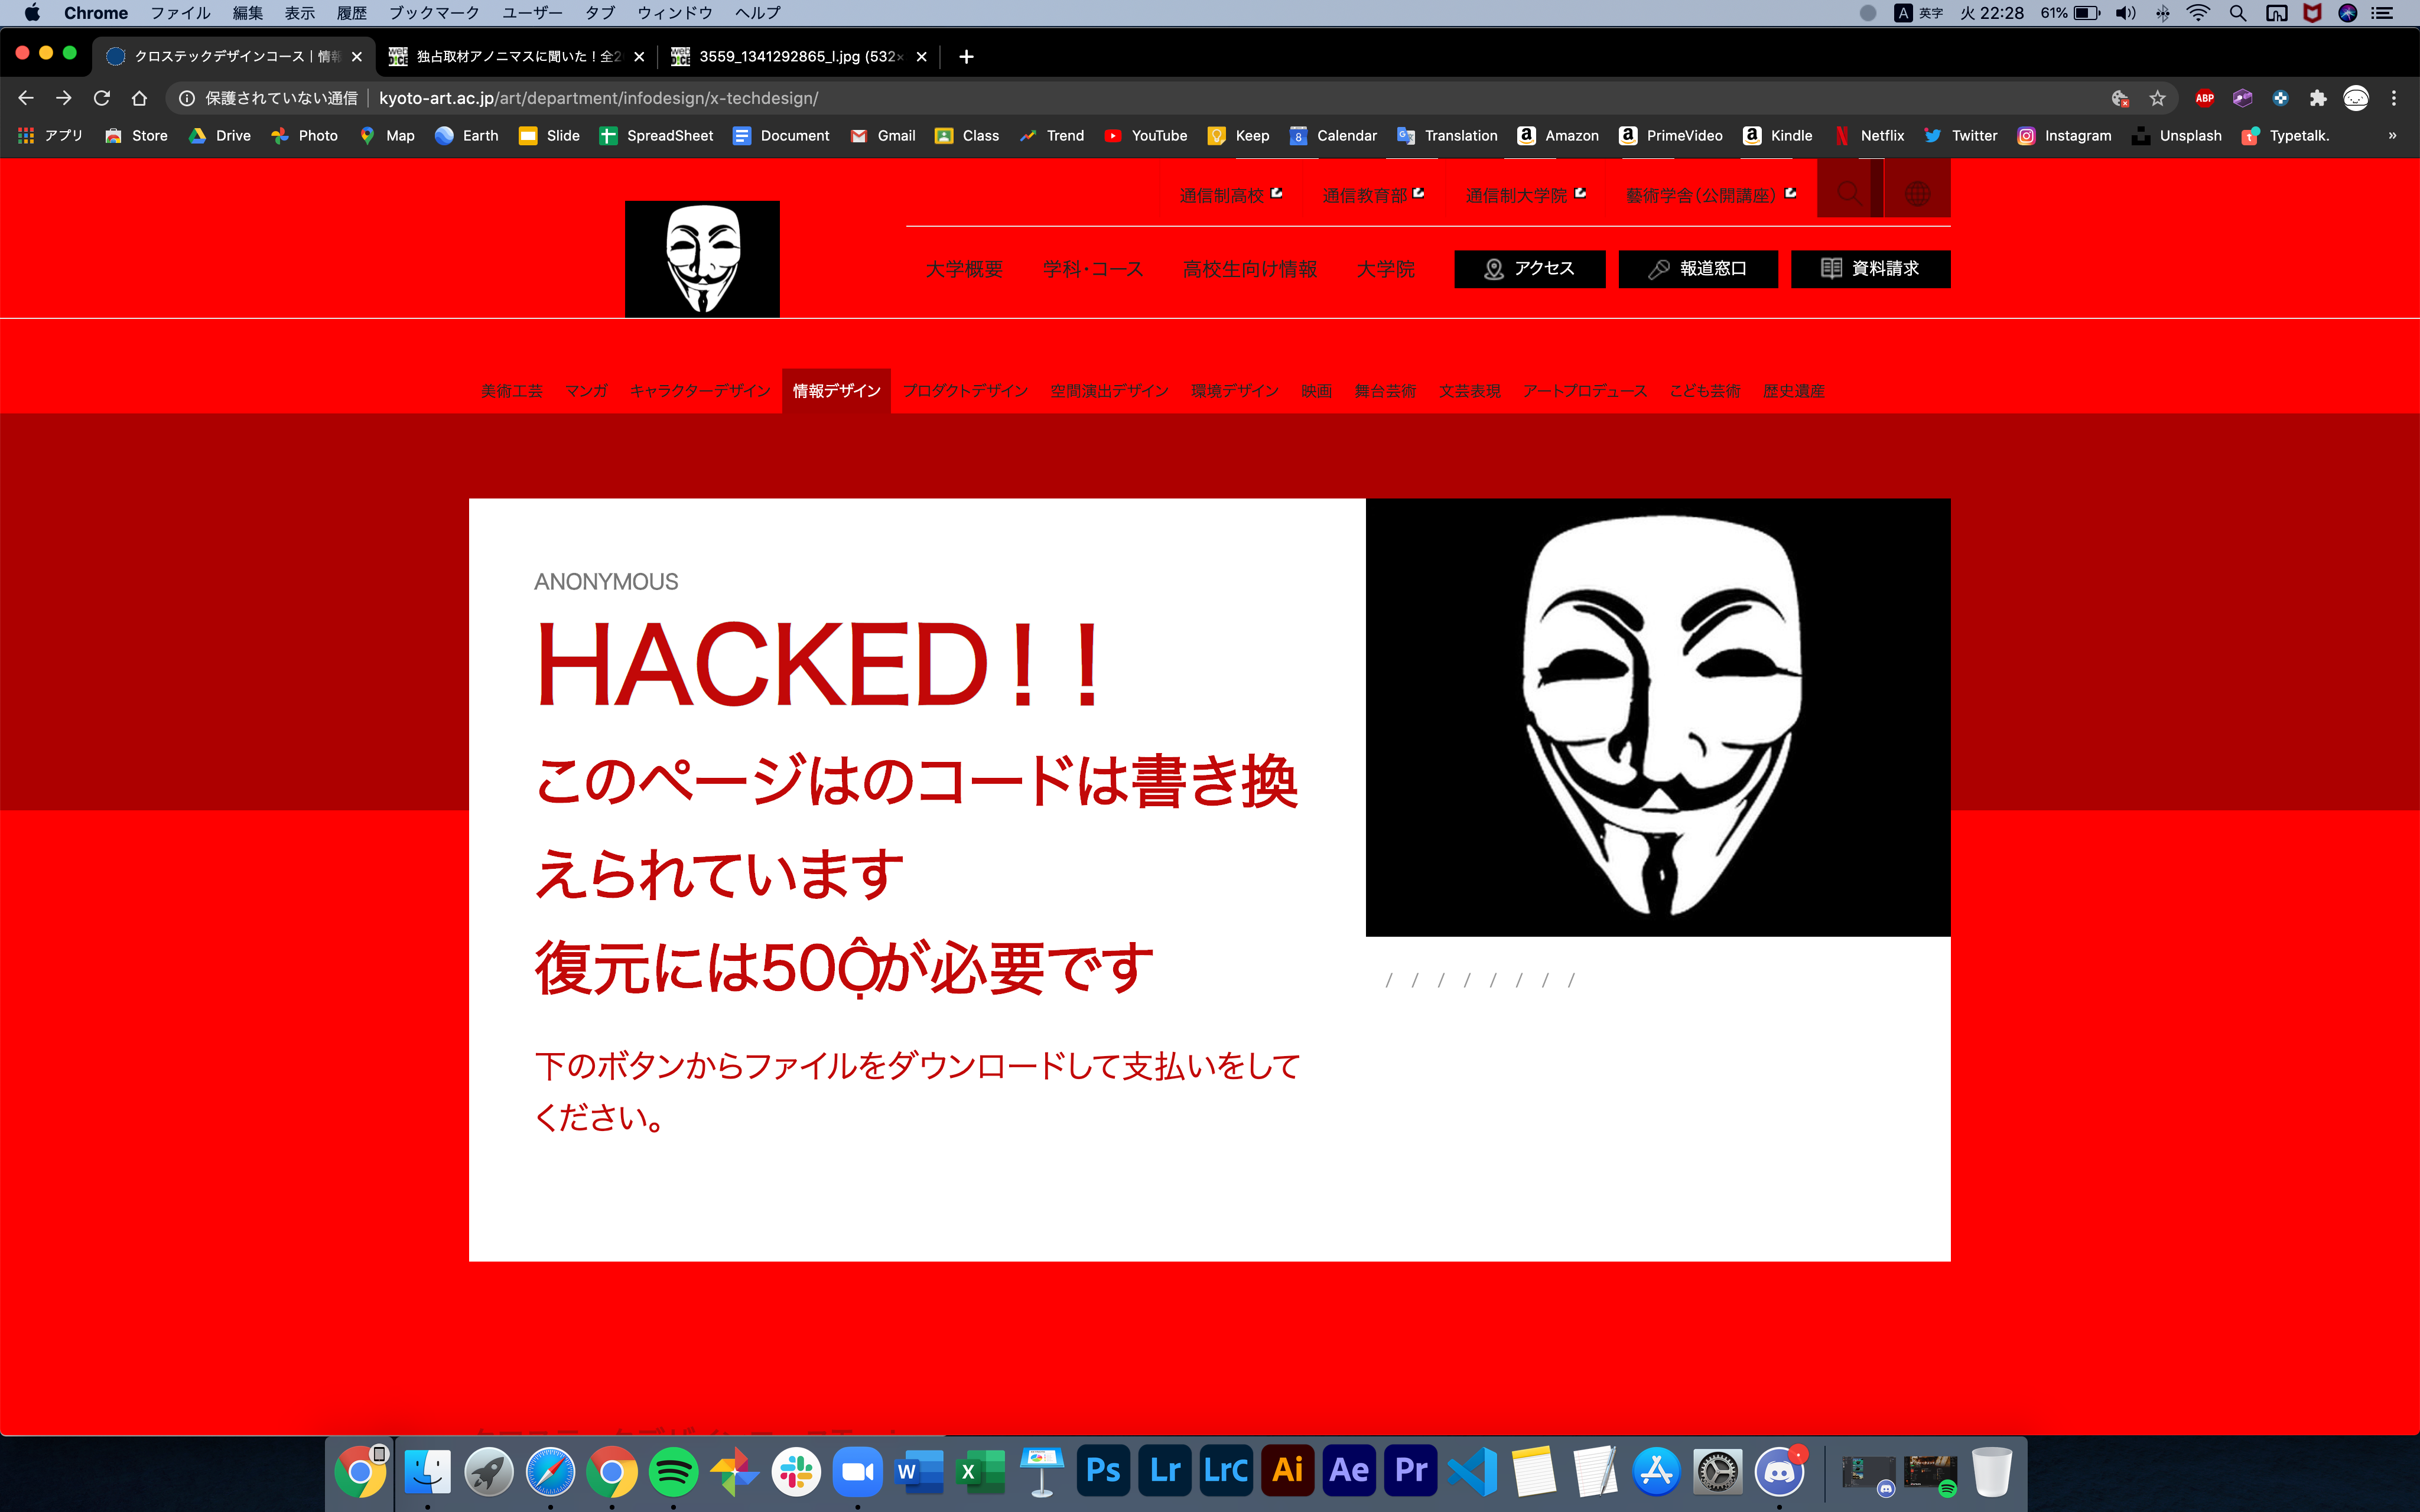 Chrome ファイル 編集 表示 履歴 ブックマーク ユーザー タブ ウィンドウ ヘルプ A 英字 火 22:28 61%
クロステックデザインコース | 情報
独占取材アノニマスに聞いた!全2
3559_1341292865_l.jpg (532×
保護されていない通信 | kyoto-art.ac.jp/art/department/infodesign/x-techdesign/ ABP
アプリ Store Drive Photo Map Earth Slide SpreadSheet Document Gmail Class Trend YouTube Keep Calendar Translation Amazon PrimeVideo Kindle Netflix Twitter Instagram Unsplash Typetalk. »
通信制高校 通信教育部 通信制大学院 藝術学舎(公開講座)
大学概要 学科・コース 高校生向け情報 大学院 アクセス 報道窓口 資料請求
美術工芸 マンガ キャラクターデザイン 情報デザイン プロダクトデザイン 空間演出デザイン 環境デザイン 映画 舞台芸術 文芸表現 アートプロデュース こども芸術 歴史遺産
ANONYMOUS
HACKED!!
このページはのコードは書き換
えられています
復元には50Ộが必要です
下のボタンからファイルをダウンロードして支払いをして
ください。
/ / / / / / / /
W X Ps Lr LrC Ai Ae Pr